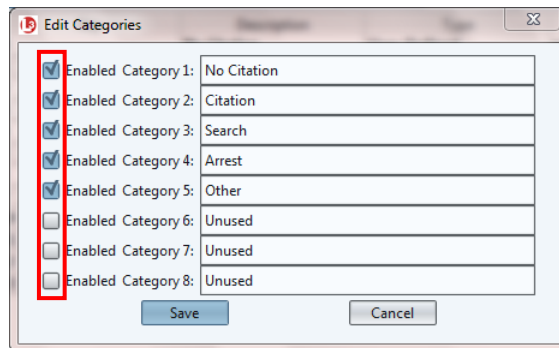 Edit Categories
Enabled Category 1: No Citation
Enabled Category 2: Citation
Enabled Category 3: Search
Enabled Category 4: Arrest
Enabled Category 5: Other
Enabled Category 6: Unused
Enabled Category 7: Unused
Enabled Category 8: Unused
Save Cancel